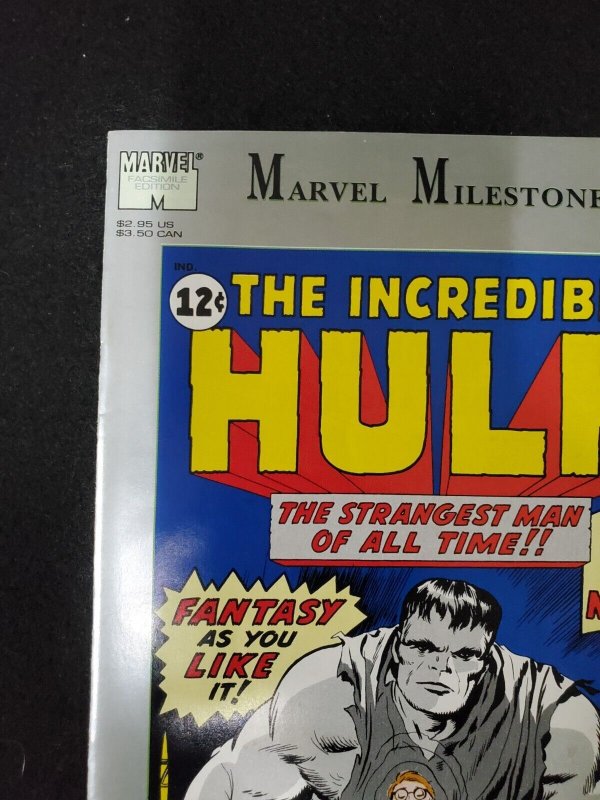 MARVEL®
FACSIMILE
EDITION
M
$2.95 US
$3.50 CAN
MARVEL MILESTONE
IND.
12¢
THE INCREDIB
HUL
THE STRANGEST MAN
OF ALL TIME!!
FANTASY
AS YOU
LIKE
IT!
N